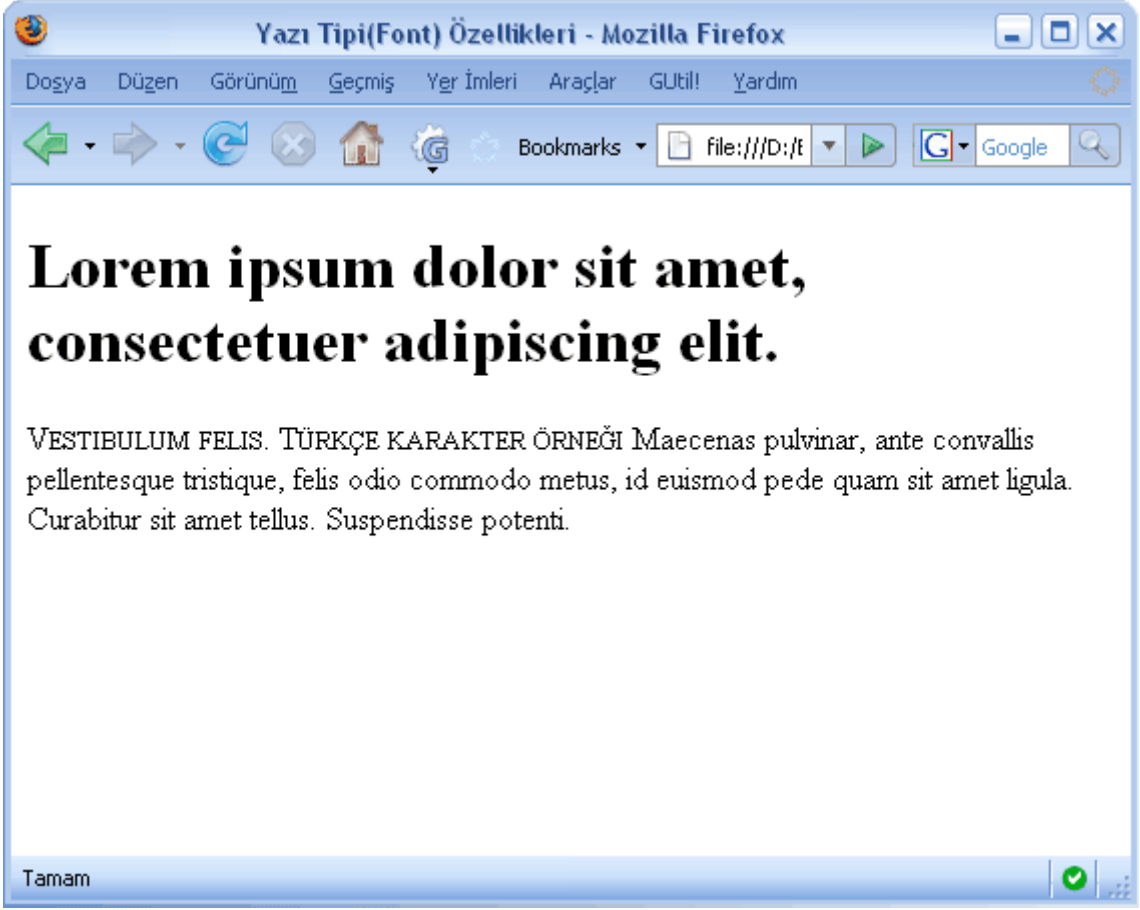 Yazı Tipi(Font) Özellikleri - Mozilla Firefox
Dosya Düzen Görünüm Geçmiş Yer İmleri Araçlar GUtil! Yardım
Bookmarks file:///D:/E G Google
Lorem ipsum dolor sit amet,
consectetuer adipiscing elit.
VESTIBULUM FELIS. TÜRKÇE KARAKTER ÖRNEĞI Maecenas pulvinar, ante convallis
pellentesque tristique, felis odio commodo metus, id euismod pede quam sit amet ligula.
Curabitur sit amet tellus. Suspendisse potenti.
Tamam